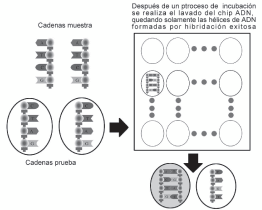 Después de un ptroceso de incubación
se realiza el lavado del chip ADN,
quedando solamente las hélices de ADN
formadas por hibridación exitosa
Cadenas muestra
Cadenas prueba